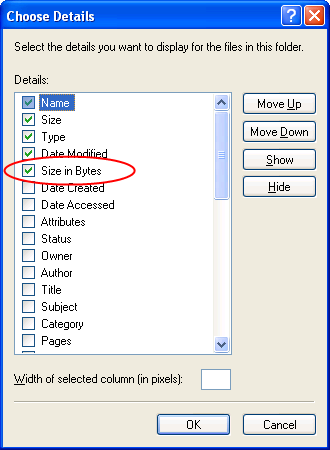 Choose Details
Select the details you want to display for the files in this folder.
Details:
Name
Size
Type
Date Modified
Size in Bytes
Date Created
Date Accessed
Attributes
Status
Owner
Author
Title
Subject
Category
Pages
Move Up
Move Down
Show
Hide
Width of selected column (in pixels):
OK
Cancel